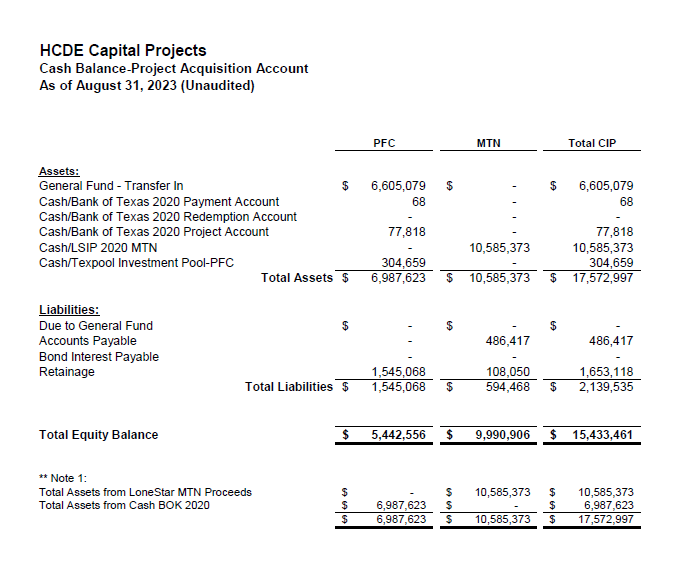 HCDE Capital Projects
Cash Balance-Project Acquisition Account
As of August 31, 2023 (Unaudited)
PFC MTN Total CIP
Assets:
General Fund - Transfer In $ 6,605,079 $ - $ 6,605,079
Cash/Bank of Texas 2020 Payment Account 68 - 68
Cash/Bank of Texas 2020 Redemption Account - - -
Cash/Bank of Texas 2020 Project Account 77,818 - 77,818
Cash/LSIP 2020 MTN - 10,585,373 10,585,373
Cash/Texpool Investment Pool-PFC 304,659 - 304,659
Total Assets $ 6,987,623 $ 10,585,373 $ 17,572,997
Liabilities:
Due to General Fund $ - $ - $ -
Accounts Payable - 486,417 486,417
Bond Interest Payable - - -
Retainage 1,545,068 108,050 1,653,118
Total Liabilities $ 1,545,068 $ 594,468 $ 2,139,535
Total Equity Balance $ 5,442,556 $ 9,990,906 $ 15,433,461
** Note 1:
Total Assets from LoneStar MTN Proceeds $ - $ 10,585,373 $ 10,585,373
Total Assets from Cash BOK 2020 $ 6,987,623 $ - $ 6,987,623
$ 6,987,623 $ 10,585,373 $ 17,572,997